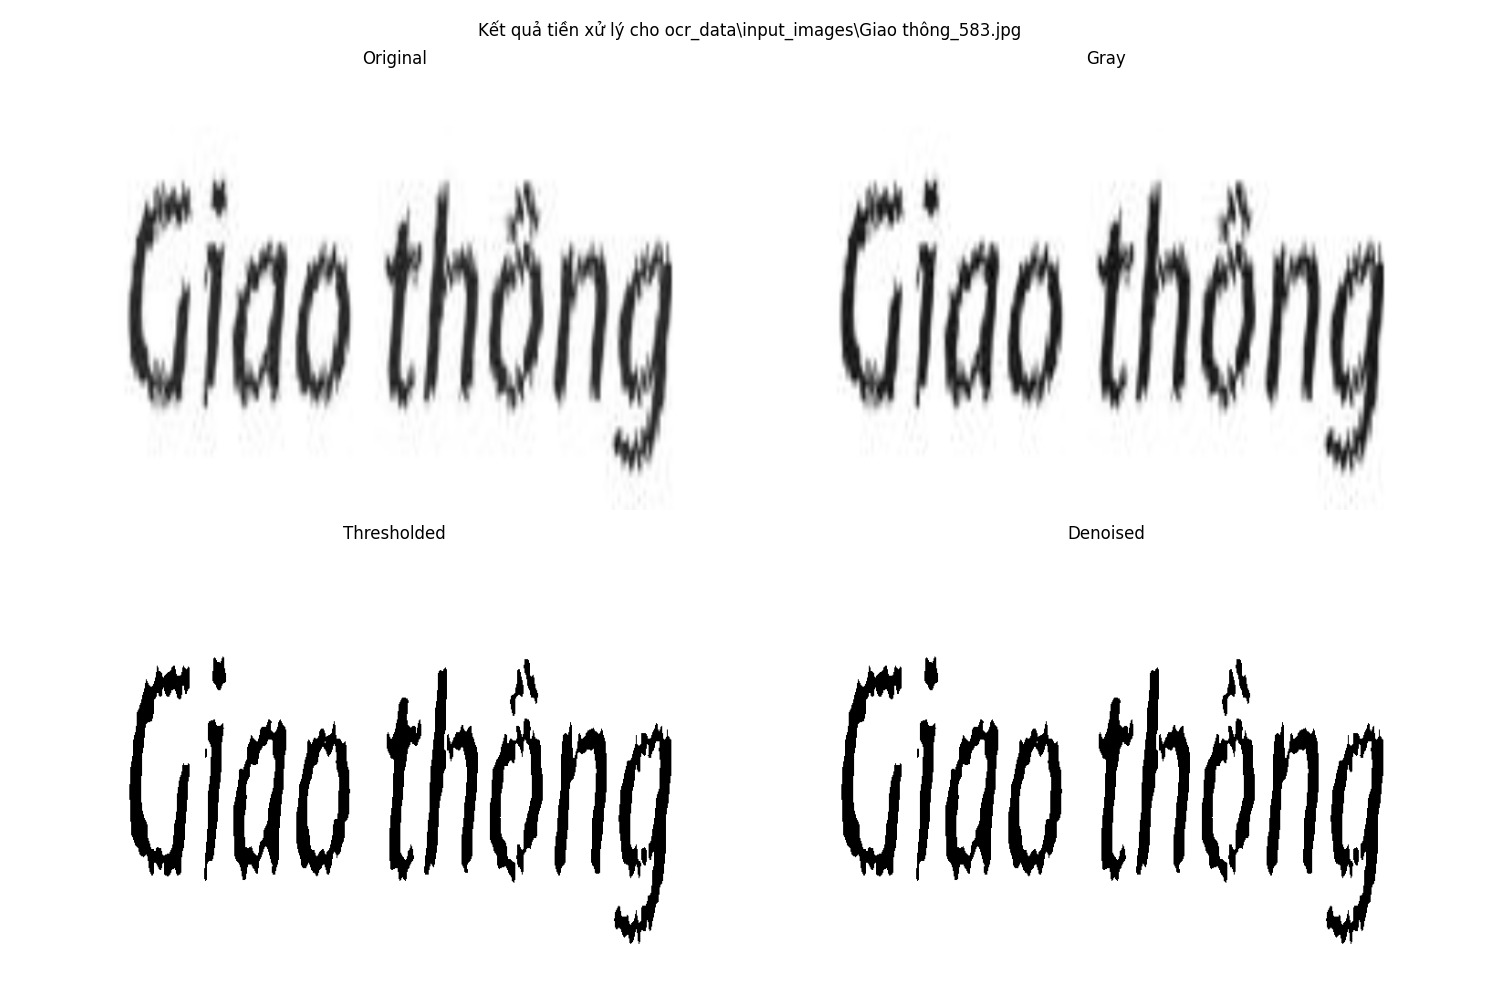 Kết quả tiền xử lý cho ocr_data\input_images\Giao thông_583.jpg
Original
Gray
Giao thông
Giao thông
Thresholded
Denoised
Giao thông
Giao thông